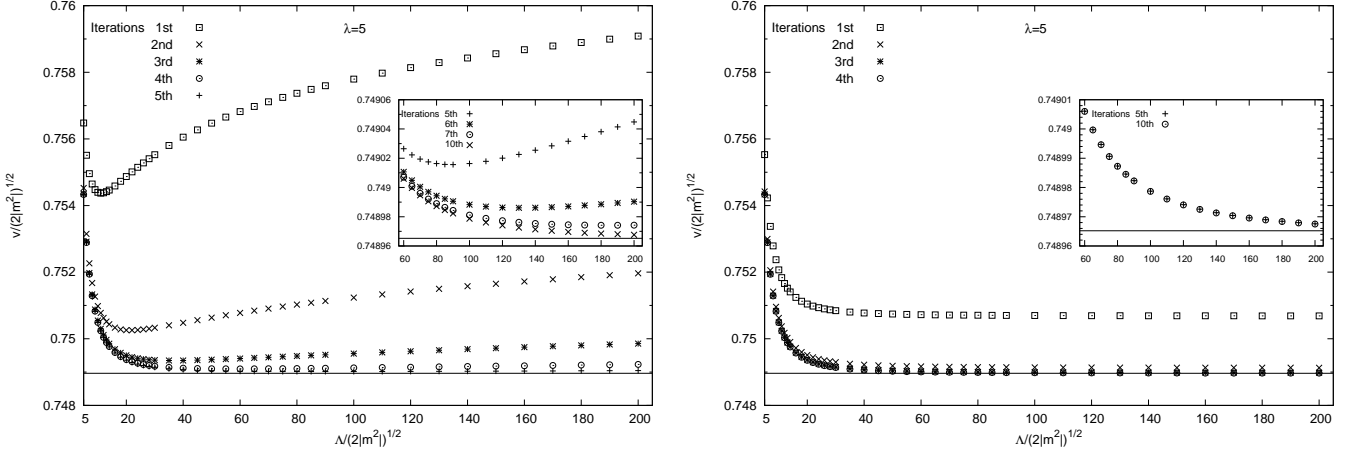 0.76
Iterations 1st
2nd
3rd
4th
5th
λ=5
0.758
0.756
0.754
0.752
0.75
0.748
v/(2|m²|)^1/2
5 20 40 60 80 100 120 140 160 180 200
Λ/(2|m²|)^1/2
0.74906
0.74904
0.74902
0.749
0.74898
0.74896
Iterations 5th
6th
7th
10th
60 80 100 120 140 160 180 200
0.76
Iterations 1st
2nd
3rd
4th
λ=5
0.758
0.756
0.754
0.752
0.75
0.748
v/(2|m²|)^1/2
5 20 40 60 80 100 120 140 160 180 200
Λ/(2|m²|)^1/2
0.74901
0.749
0.74899
0.74898
0.74897
0.74896
Iterations 5th
10th
60 80 100 120 140 160 180 200